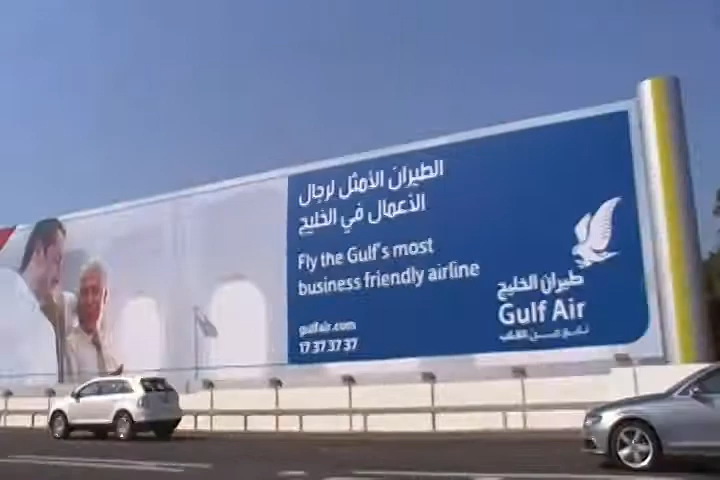 الطيران الأمثل لرجال
الأعمال في الخليج
Fly the Gulf's most
business friendly airline
gulfair.com
17 37 37 37
طيران الخليج
Gulf Air